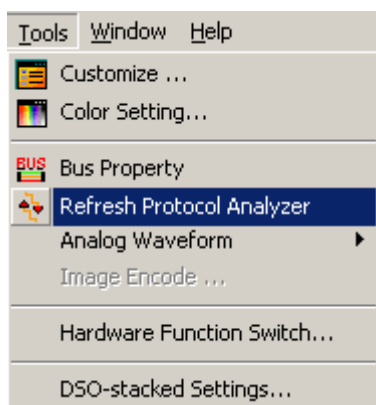 Tools Window Help
Customize ...
Color Setting...
BUS Bus Property
Refresh Protocol Analyzer
Analog Waveform
Image Encode ...
Hardware Function Switch...
DSO-stacked Settings...